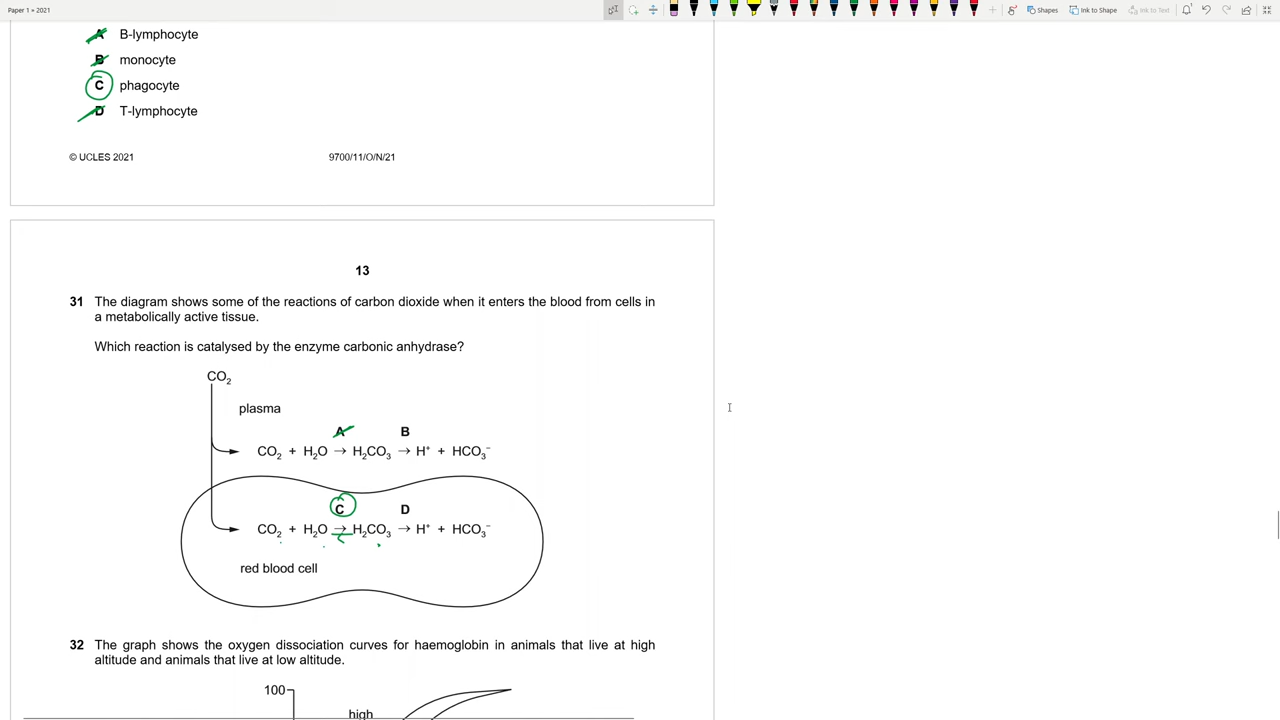 Paper 1 • 2021
Shapes Ink to Shape Ink to Text
A B-lymphocyte
B monocyte
C phagocyte
D T-lymphocyte
© UCLES 2021 9700/11/O/N/21
13
31 The diagram shows some of the reactions of carbon dioxide when it enters the blood from cells in
a metabolically active tissue.
Which reaction is catalysed by the enzyme carbonic anhydrase?
CO₂
plasma
A B
CO₂ + H₂O → H₂CO₃ → H⁺ + HCO₃⁻
C D
CO₂ + H₂O → H₂CO₃ → H⁺ + HCO₃⁻
red blood cell
32 The graph shows the oxygen dissociation curves for haemoglobin in animals that live at high
altitude and animals that live at low altitude.
100
high